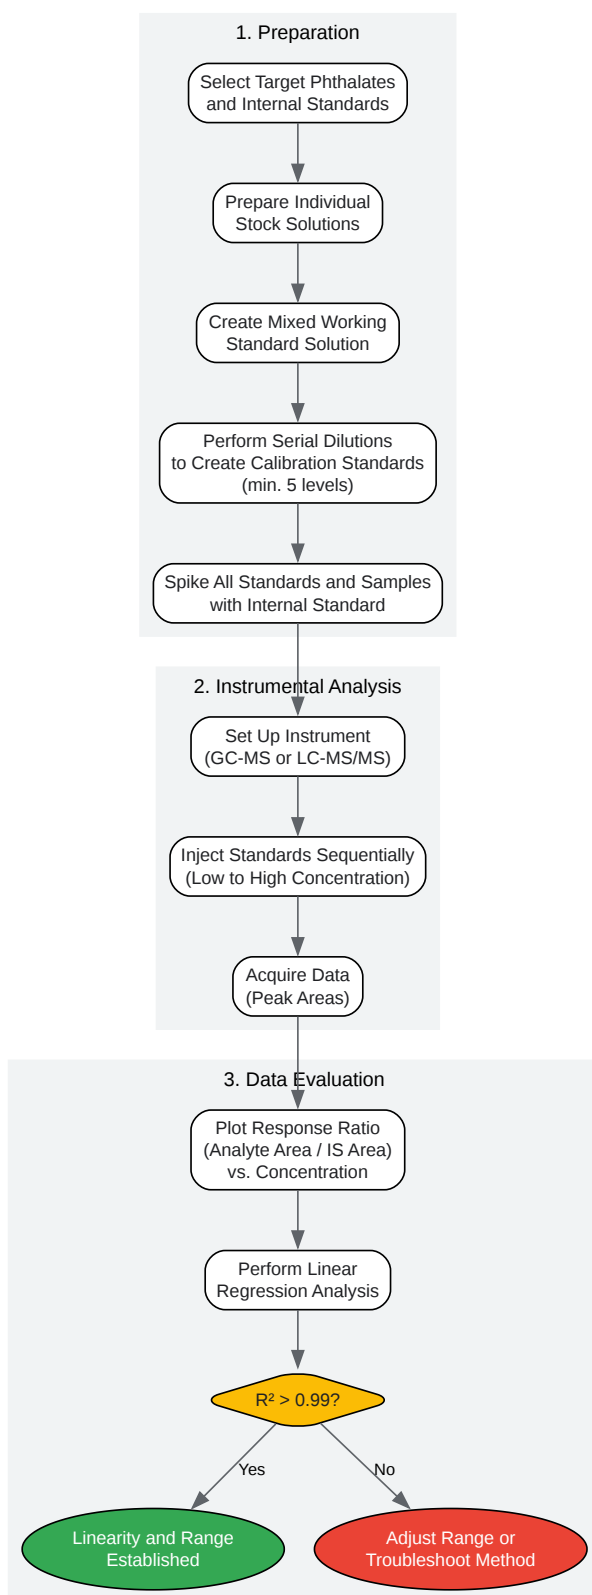 1. Preparation
Select Target Phthalates
and Internal Standards
Prepare Individual
Stock Solutions
Create Mixed Working
Standard Solution
Perform Serial Dilutions
to Create Calibration Standards
(min. 5 levels)
Spike All Standards and Samples
with Internal Standard
2. Instrumental Analysis
Set Up Instrument
(GC-MS or LC-MS/MS)
Inject Standards Sequentially
(Low to High Concentration)
Acquire Data
(Peak Areas)
3. Data Evaluation
Plot Response Ratio
(Analyte Area / IS Area)
vs. Concentration
Perform Linear
Regression Analysis
R² > 0.99?
Yes
No
Linearity and Range
Established
Adjust Range or
Troubleshoot Method